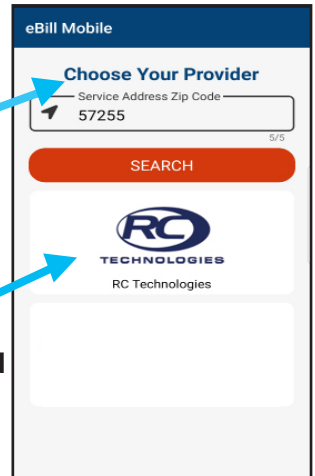 eBill Mobile
Choose Your Provider
Service Address Zip Code
57255
5/5
SEARCH
RC
TECHNOLOGIES
RC Technologies